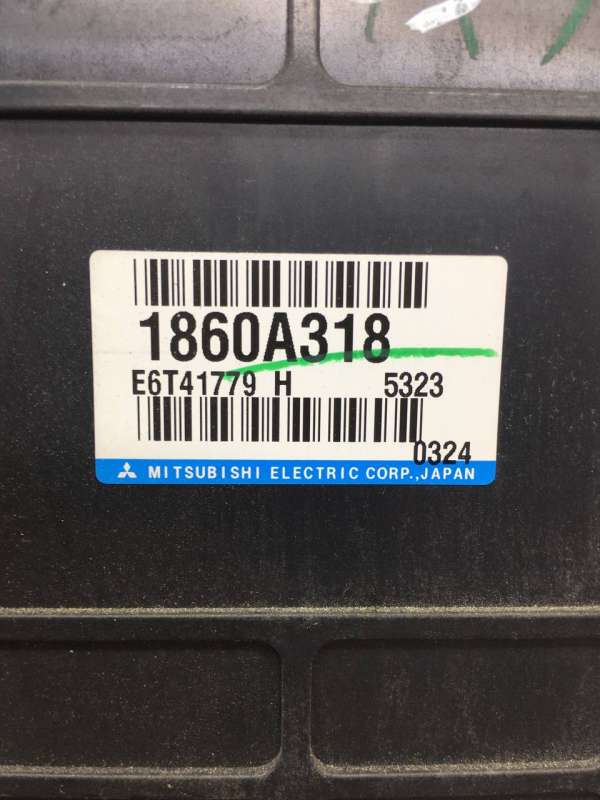 1860A318
E6T41779 H 5323
0324
MITSUBISHI ELECTRIC CORP.,JAPAN